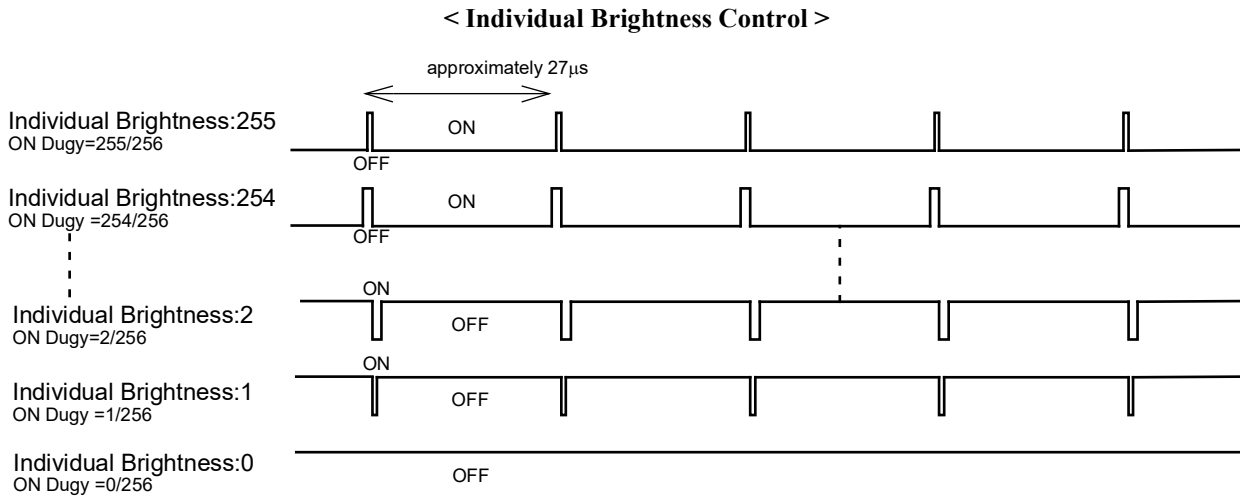 < Individual Brightness Control >
approximately 27μs
Individual Brightness:255
ON Dugy=255/256
ON
OFF
Individual Brightness:254
ON Dugy =254/256
ON
OFF
ON
Individual Brightness:2
ON Dugy=2/256
OFF
ON
Individual Brightness:1
ON Dugy =1/256
OFF
Individual Brightness:0
ON Dugy =0/256
OFF